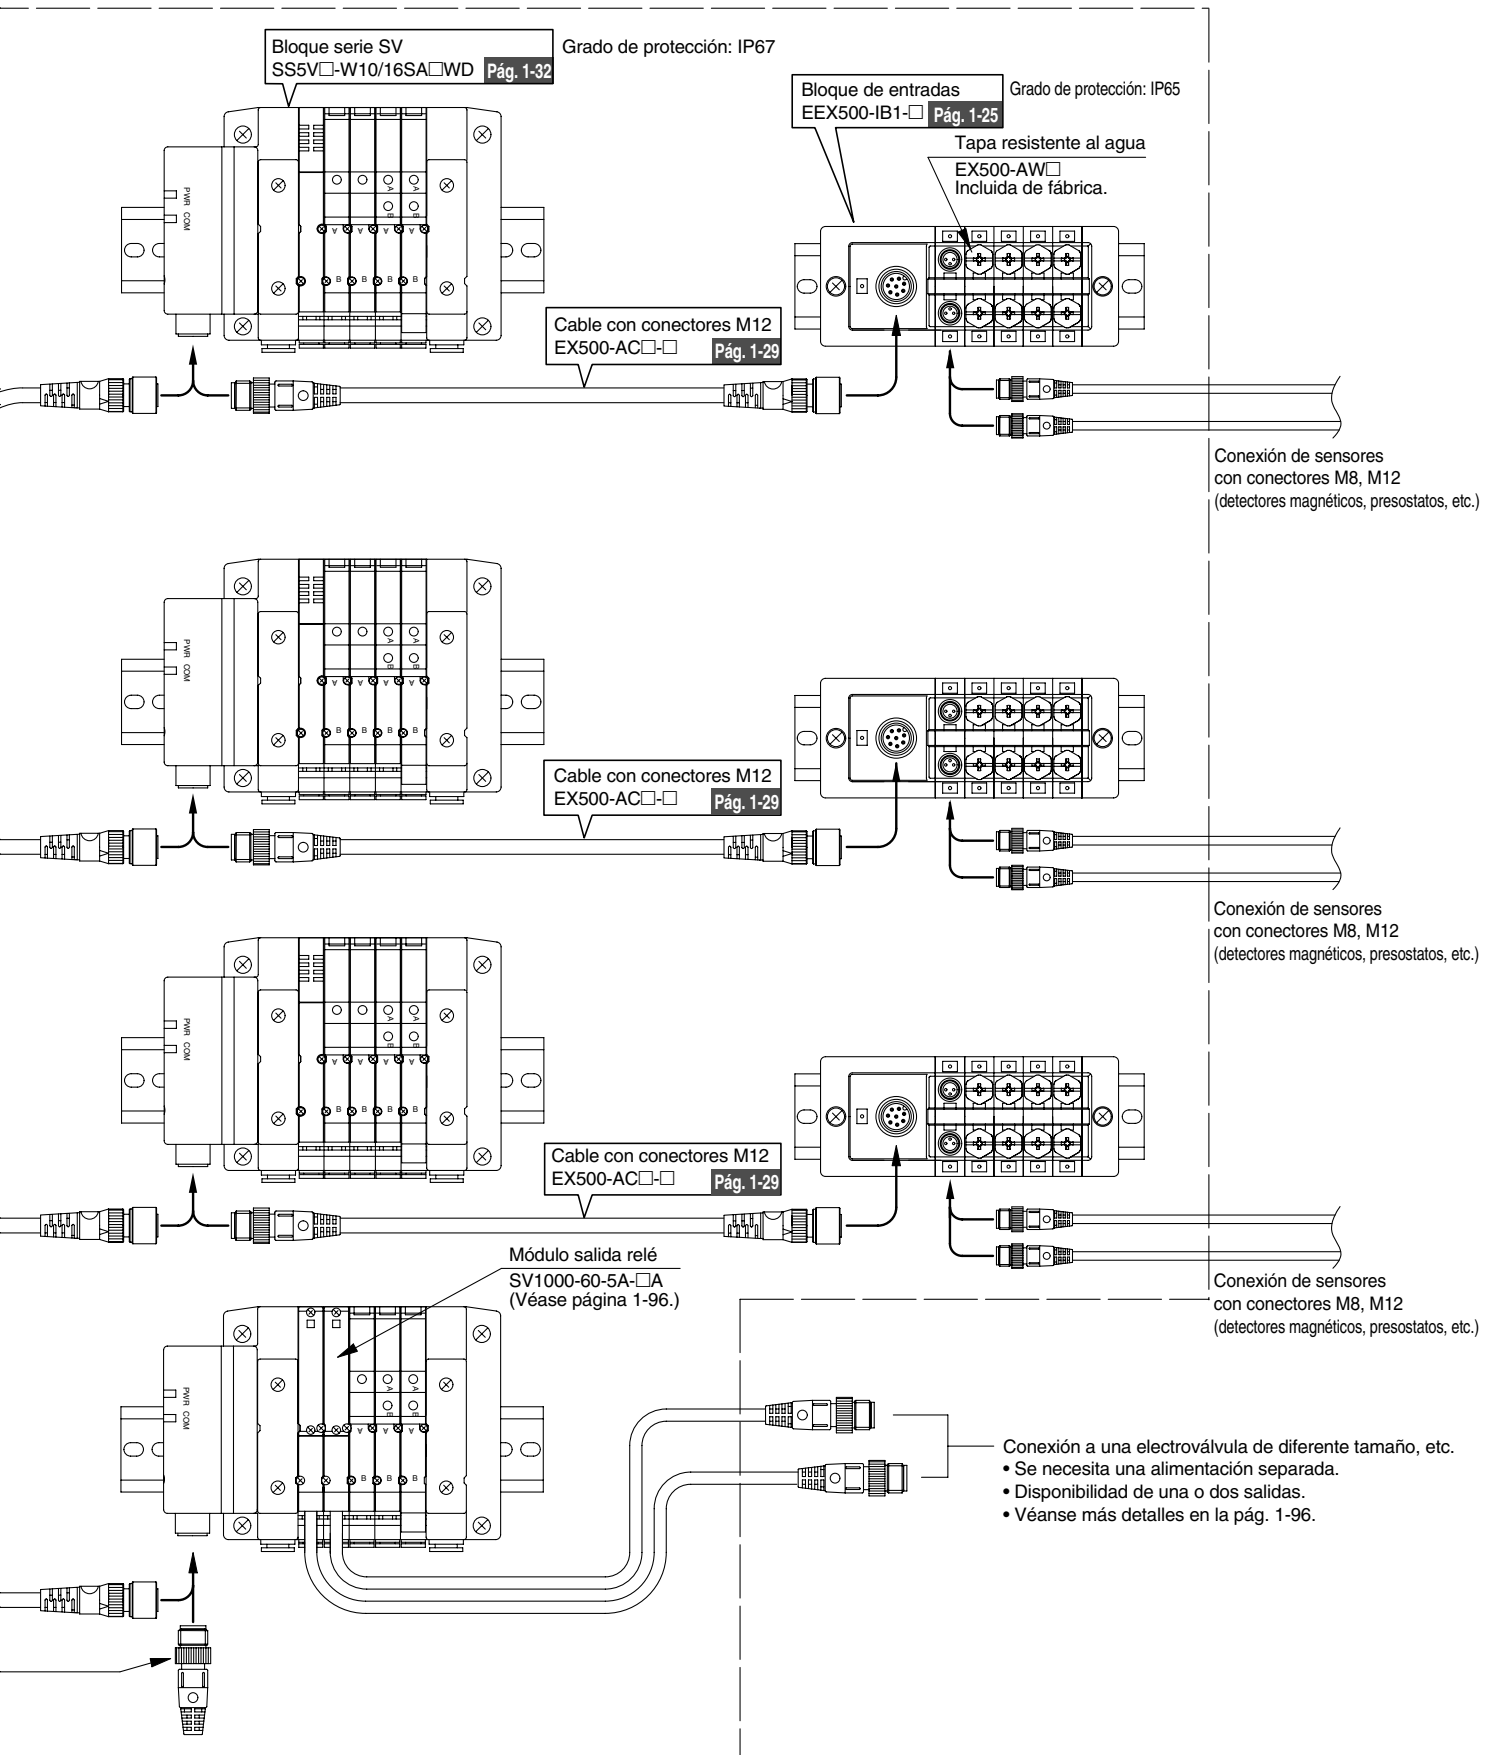 Bloque serie SV
SS5V□-W10/16SA□WD Pág. 1-32
Grado de protección: IP67
Bloque de entradas
EEX500-IB1-□ Pág. 1-25
Grado de protección: IP65
Tapa resistente al agua
EX500-AW□
Incluida de fábrica.
PWR COM
A A
B B
A A A A
B B B B
Cable con conectores M12
EX500-AC□-□ Pág. 1-29
Conexión de sensores
con conectores M8, M12
(detectores magnéticos, presostatos, etc.)
PWR COM
A A
B B
A A A A
B B B B
Cable con conectores M12
EX500-AC□-□ Pág. 1-29
Conexión de sensores
con conectores M8, M12
(detectores magnéticos, presostatos, etc.)
PWR COM
A A
B B
A A A A
B B B B
Cable con conectores M12
EX500-AC□-□ Pág. 1-29
Conexión de sensores
con conectores M8, M12
(detectores magnéticos, presostatos, etc.)
Módulo salida relé
SV1000-60-5A-□A
(Véase página 1-96.)
PWR COM
A A
B B
A A A
B B B
Conexión a una electroválvula de diferente tamaño, etc.
• Se necesita una alimentación separada.
• Disponibilidad de una o dos salidas.
• Véanse más detalles en la pág. 1-96.